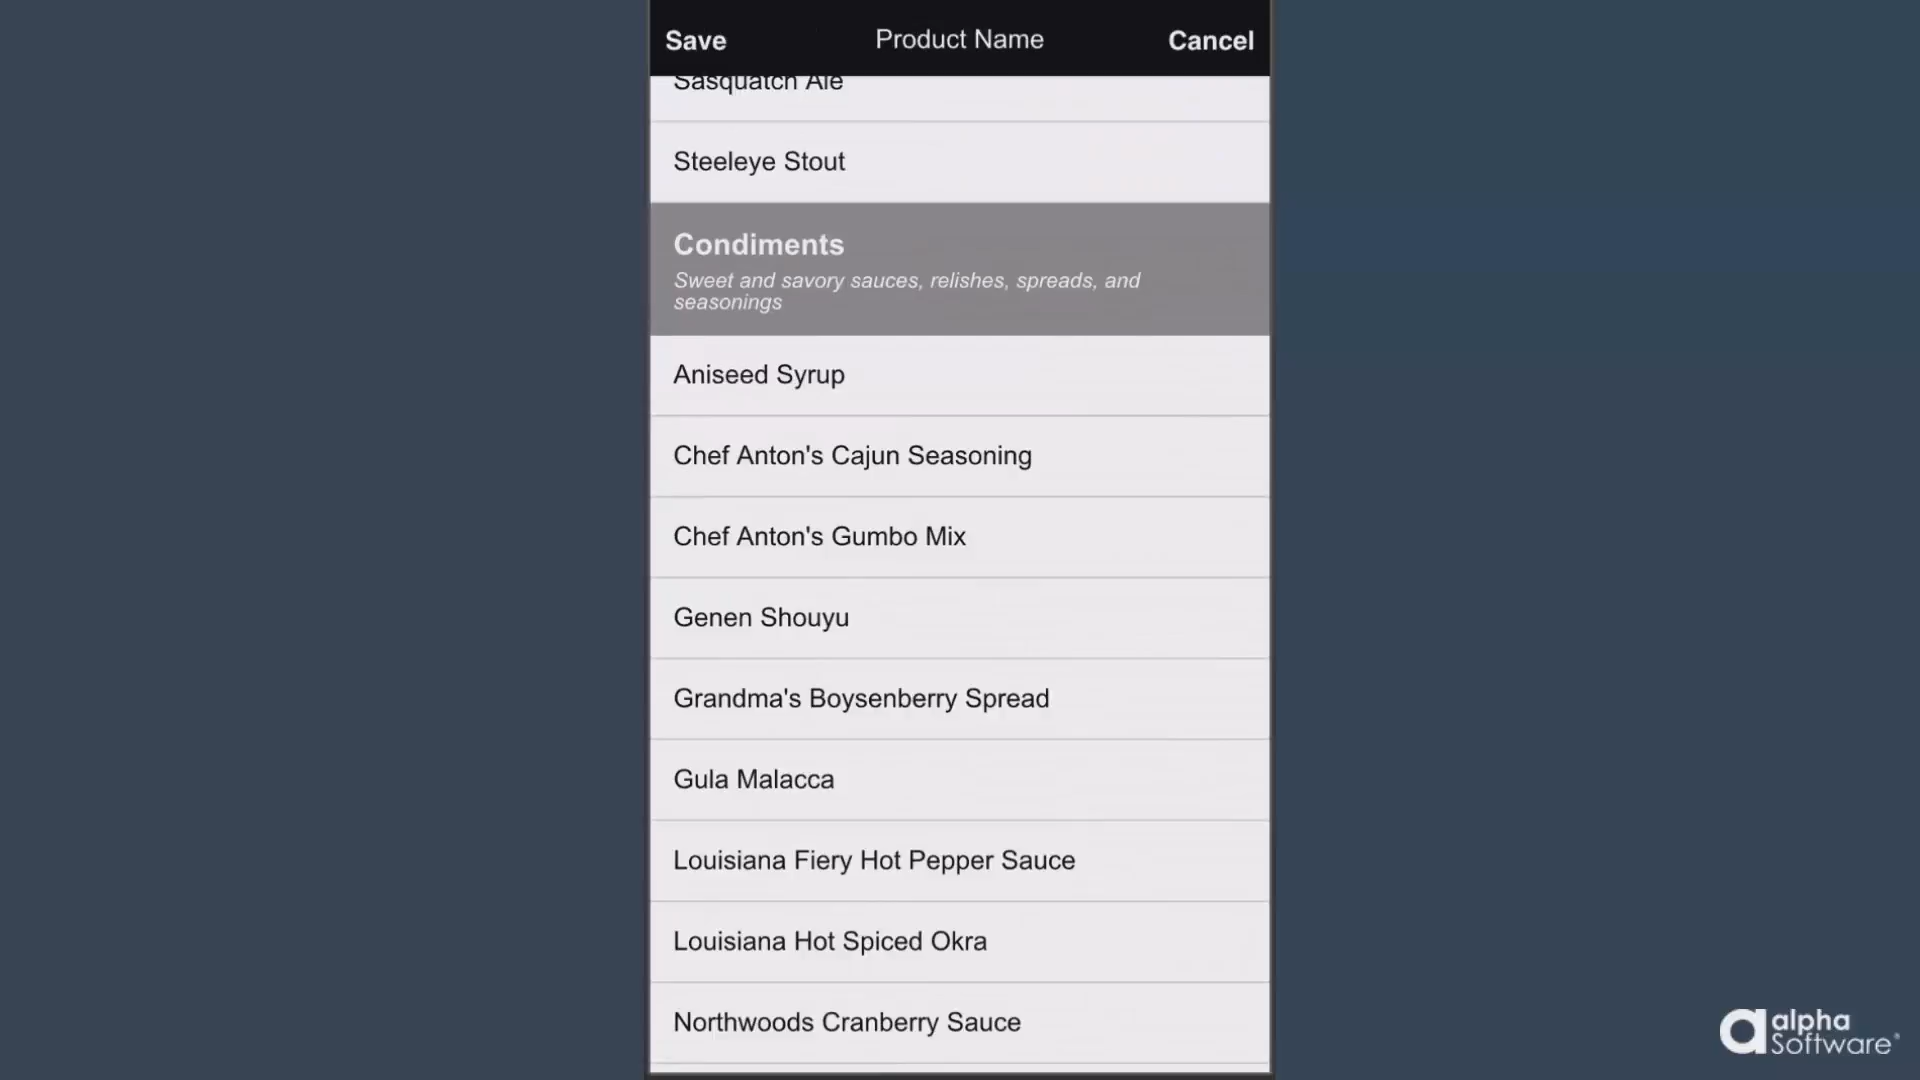 Save
Product Name
Cancel
Sasquatch Ale
Steeleye Stout
Condiments
Sweet and savory sauces, relishes, spreads, and
seasonings
Aniseed Syrup
Chef Anton's Cajun Seasoning
Chef Anton's Gumbo Mix
Genen Shouyu
Grandma's Boysenberry Spread
Gula Malacca
Louisiana Fiery Hot Pepper Sauce
Louisiana Hot Spiced Okra
Northwoods Cranberry Sauce
alpha
Software®